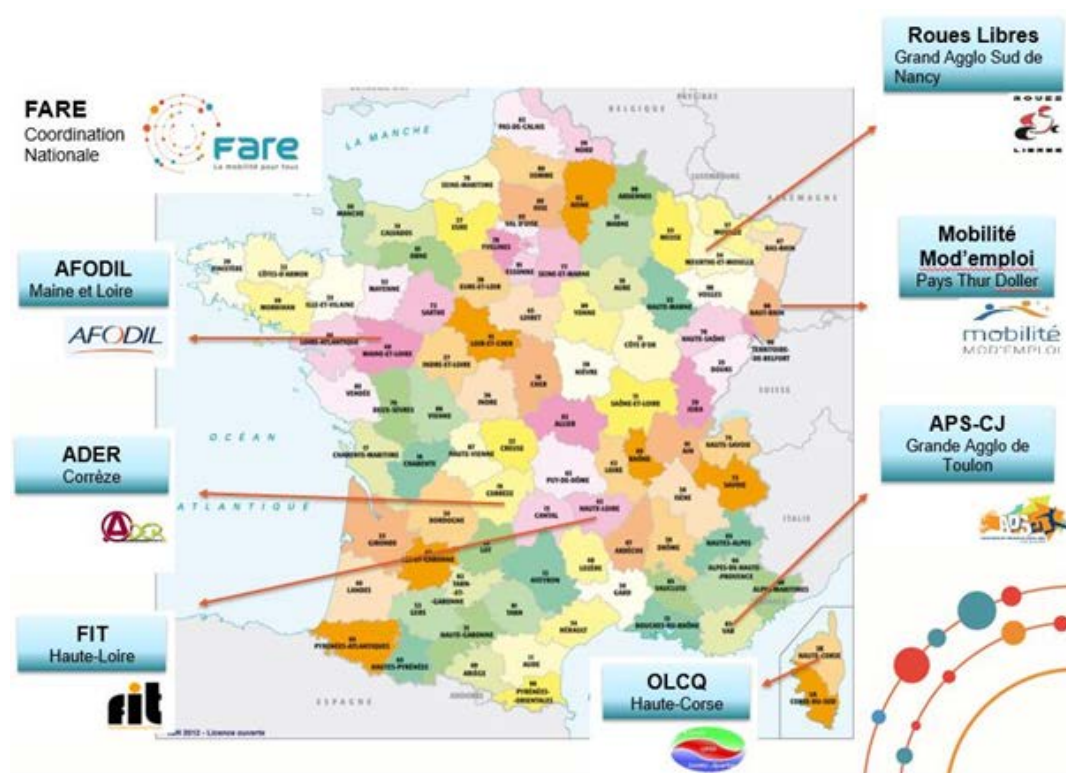 FARE
Coordination
Nationale
Fare
La mobilité pour tous
Roues Libres
Grand Agglo Sud de
Nancy
ROUES
LIBRES
AFODIL
Maine et Loire
AFODIL
Mobilité
Mod'emploi
Pays Thur Doller
mobilité
MOD'EMPLOI
ADER
Corrèze
APS-CJ
Grande Agglo de
Toulon
FIT
Haute-Loire
fit
OLCQ
Haute-Corse
LA MANCHE
BELGIQUE
LUXEMBOURG
ALLEMAGNE
SUISSE
ITALIE
ESPAGNE
OCÉAN
ATLANTIQUE
PAS-DE-CALAIS
NORD
SOMME
SEINE-MARITIME
OISE
AISNE
ARDENNES
MANCHE
CALVADOS
EURE
VAL D'OISE
MARNE
MEUSE
MOSELLE
MEURTHE-ET-MOSELLE
BAS-RHIN
ORNE
YVELINES
ESSONNE
SEINE-ET-MARNE
AUBE
HAUTE-MARNE
VOSGES
HAUT-RHIN
FINISTÈRE
CÔTES-D'ARMOR
MORBIHAN
ILLE-ET-VILAINE
MAYENNE
SARTHE
EURE-ET-LOIR
LOIRET
YONNE
HAUTE-SAÔNE
TERRITOIRE-
DE-BELFORT
LOIRE-ATLANTIQUE
MAINE-ET-LOIRE
INDRE-ET-LOIRE
LOIR-ET-CHER
CHER
NIÈVRE
CÔTE D'OR
DOUBS
JURA
VENDÉE
DEUX-SÈVRES
VIENNE
INDRE
ALLIER
SAÔNE-ET-LOIRE
CHARENTE-MARITIME
CHARENTE
HAUTE-VIENNE
CREUSE
PUY-DE-DÔME
LOIRE
RHÔNE
AIN
HAUTE-SAVOIE
SAVOIE
CORRÈZE
CANTAL
HAUTE-LOIRE
ISÈRE
DORDOGNE
GIRONDE
LOT
AVEYRON
LOZÈRE
ARDÈCHE
DRÔME
HAUTES-ALPES
ALPES-DE-HAUTE-
PROVENCE
ALPES-MARITIMES
LANDES
TARN-
ET-
GARONNE
GERS
TARN
GARD
VAUCLUSE
BOUCHES-DU-RHÔNE
VAR
HAUTE-GARONNE
HÉRAULT
PYRÉNÉES-ATLANTIQUES
HAUTES-PYRÉNÉES
ARIÈGE
AUDE
PYRÉNÉES-
ORIENTALES
HAUTE-CORSE
CORSE-DU-SUD
2012 - Licence ouverte